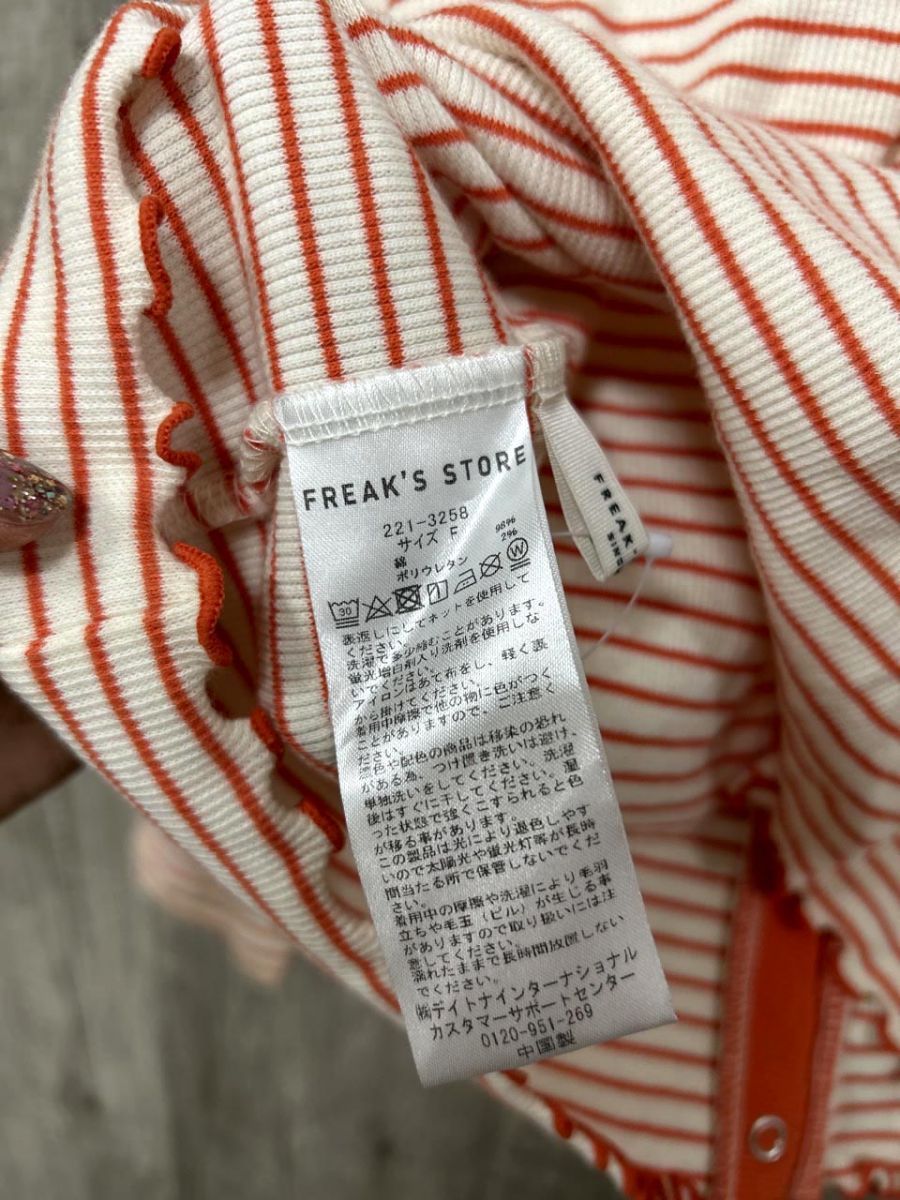 FREAK'S STORE
221-3258
サイズ F
綿 98%
ポリウレタン 2%
30
W
表返しにしてネットを使用して
ください。
洗濯で多少縮むことがあります。
蛍光増白剤入り洗剤を使用しな
いでください。
アイロンはあて布をし、軽く表
から掛けてください。
着用中摩擦で他の物に色がつく
ことがありますので、ご注意く
ださい。
濃色や配色の商品は移染の恐れ
がある為、つけ置き洗いは避け、
単独洗いをしてください。洗濯
後はすぐに干してください。湿
った状態で強くこすられると色
が移る事があります。
この製品は光により退色しやす
いので太陽光や蛍光灯等が長時
間当たる所で保管しないでくだ
さい。
着用中の摩擦や洗濯により毛羽
立ちや毛玉（ピル）が生じる事
がありますので取り扱いには注
意してください。
濡れたままで長時間放置しない
でください。
㈱デイトナインターナショナル
カスタマーサポートセンター
0120-951-269
中国製
FREAK'
SINC